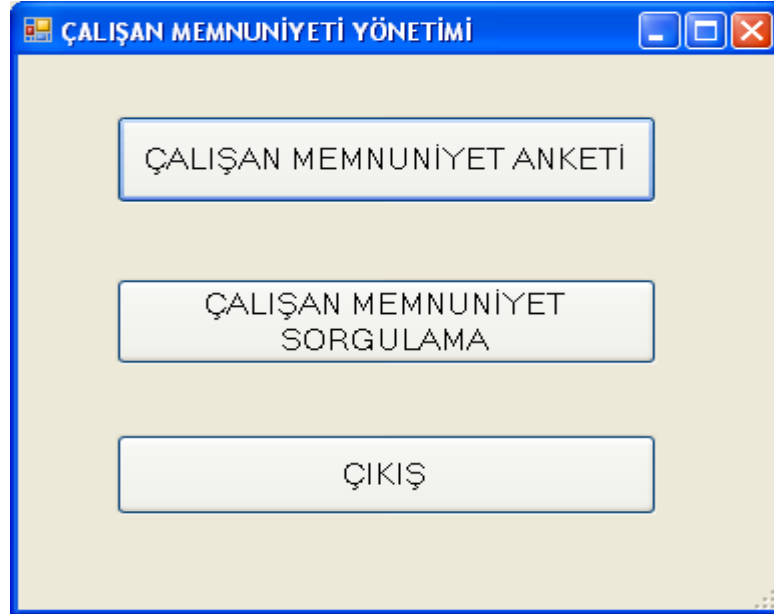 ÇALIŞAN MEMNUNİYETİ YÖNETİMİ
ÇALIŞAN MEMNUNİYET ANKETİ
ÇALIŞAN MEMNUNİYET
SORGULAMA
ÇIKIŞ